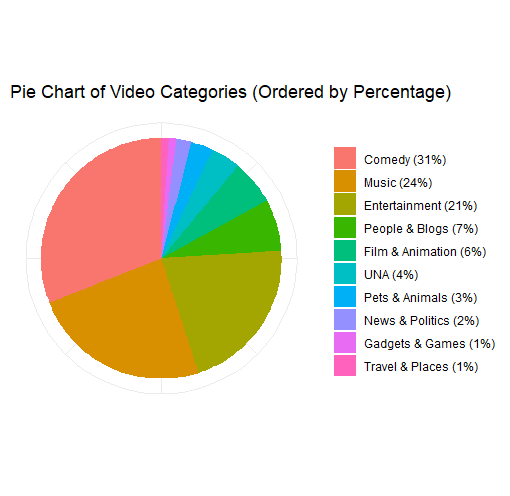 Pie Chart of Video Categories (Ordered by Percentage)
Comedy (31%)
Music (24%)
Entertainment (21%)
People & Blogs (7%)
Film & Animation (6%)
UNA (4%)
Pets & Animals (3%)
News & Politics (2%)
Gadgets & Games (1%)
Travel & Places (1%)